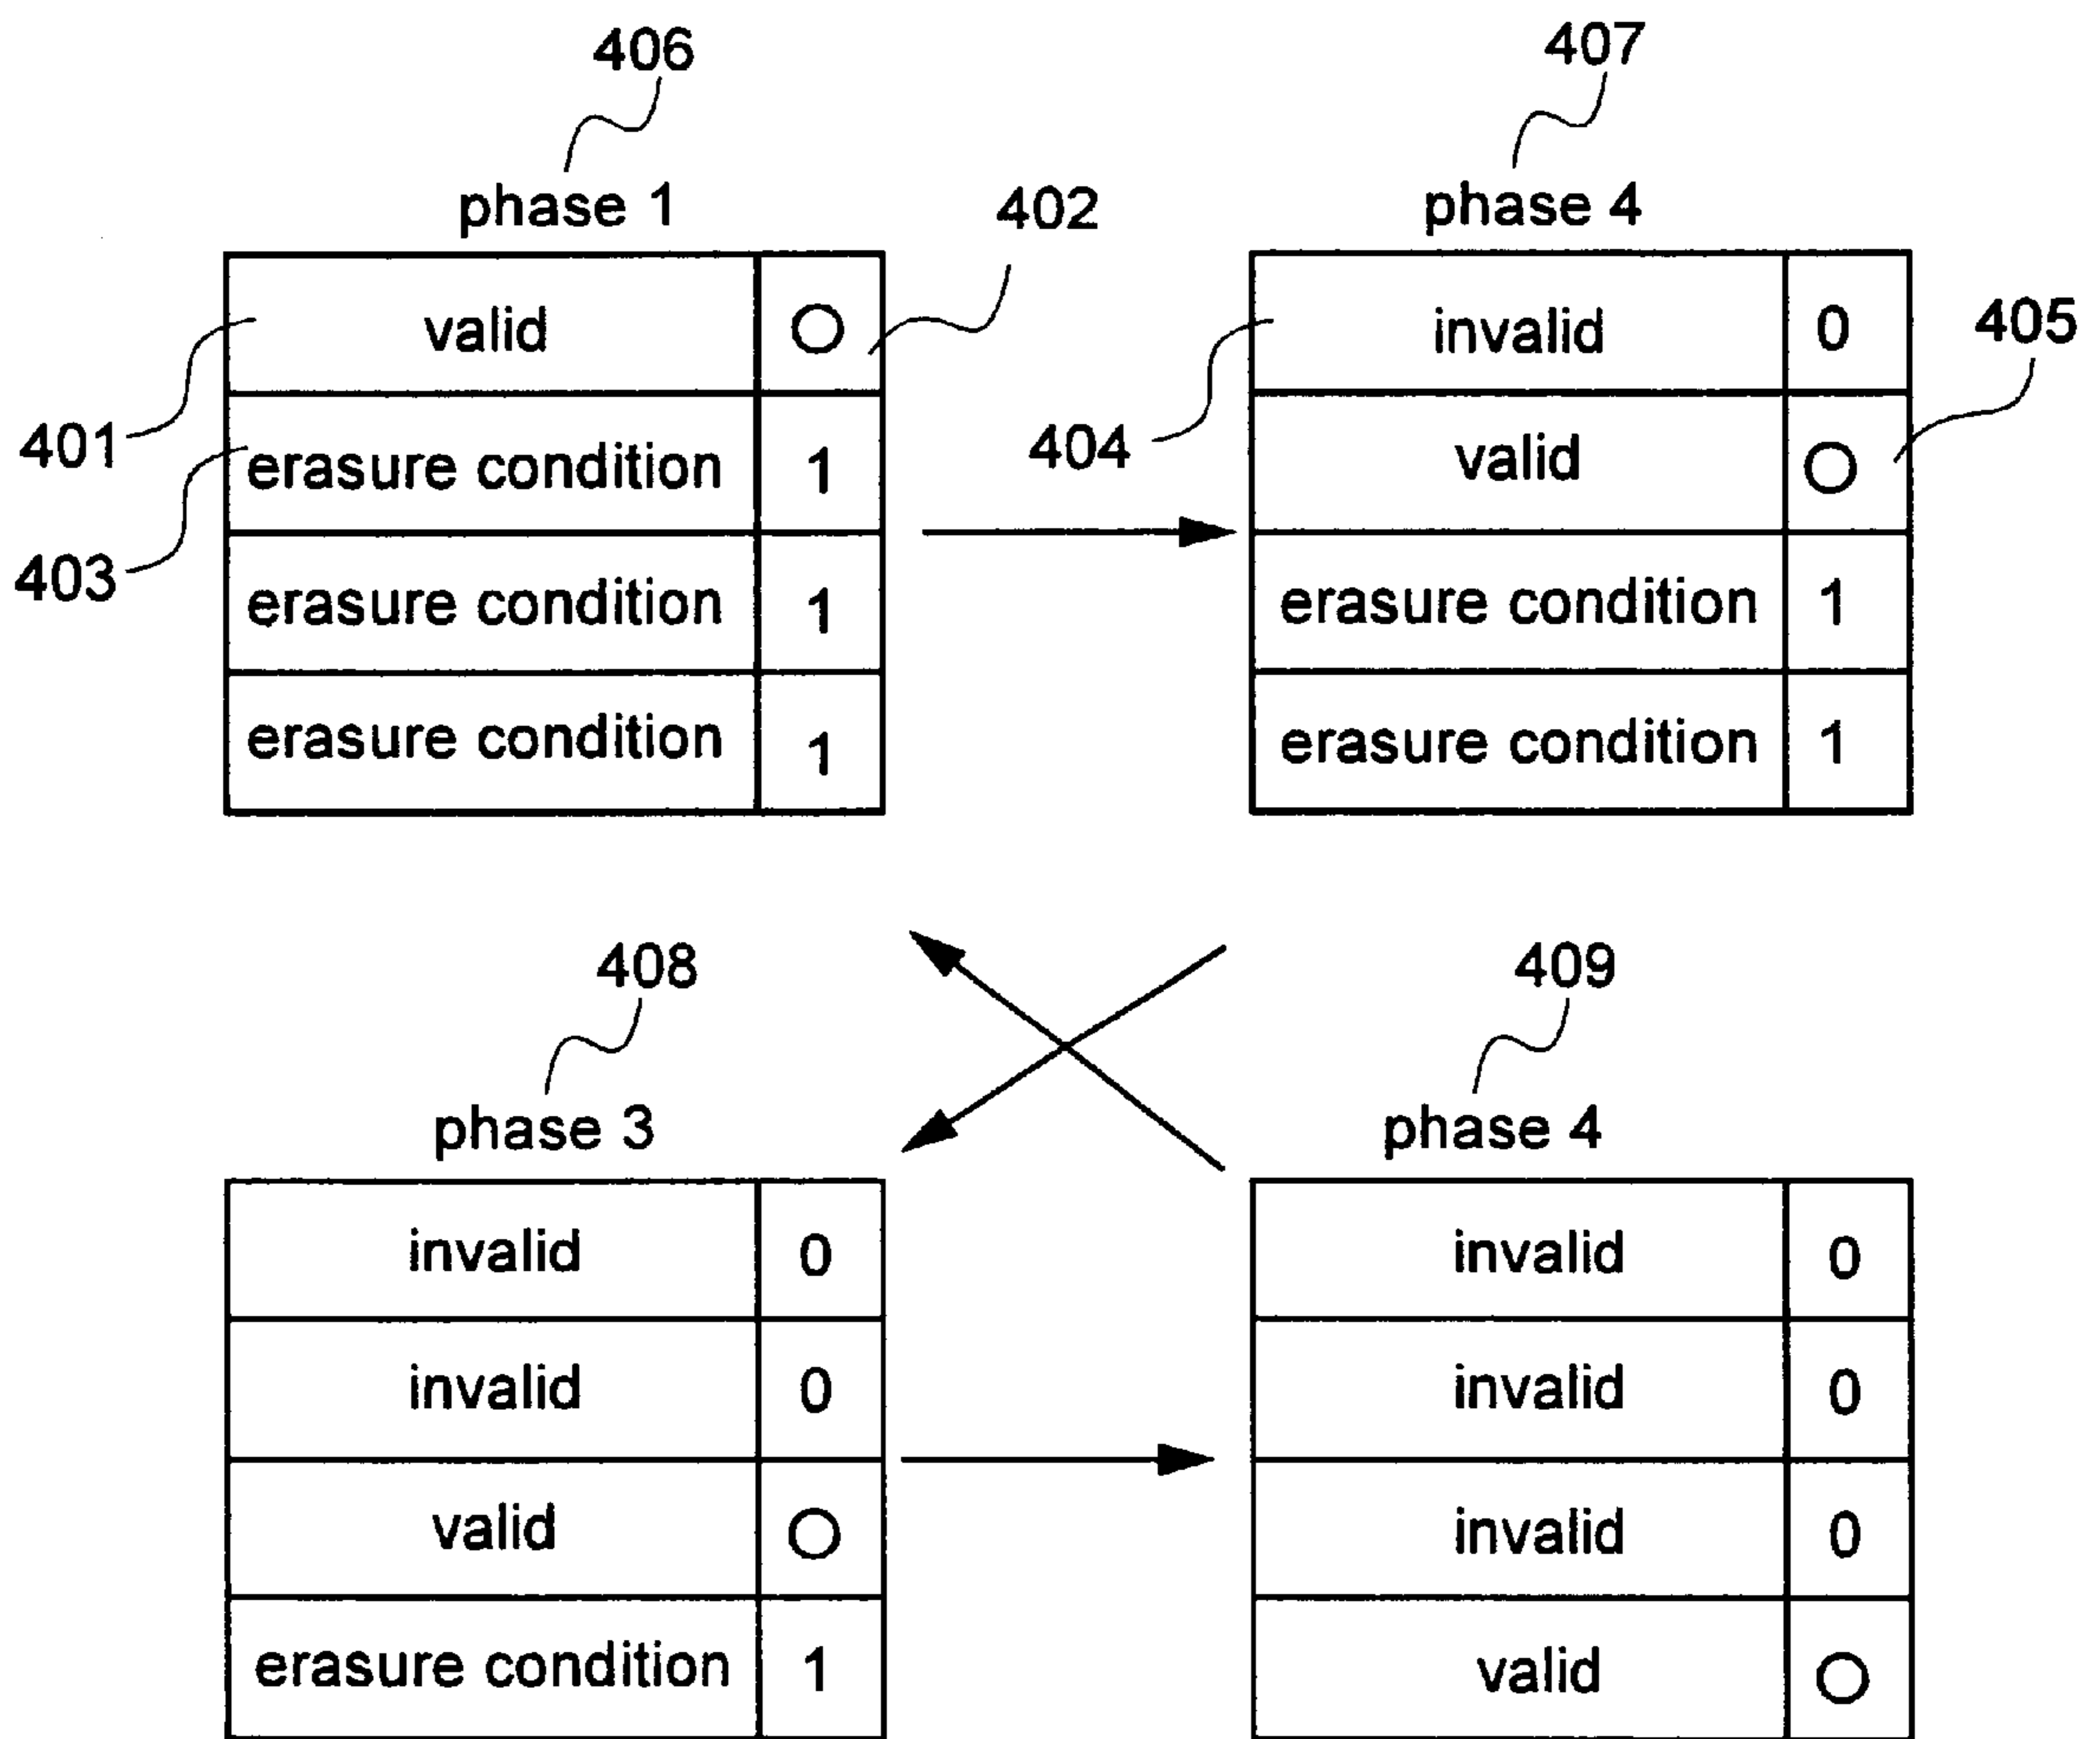 406
407
phase 1
402
phase 4
valid ○
invalid 0
405
401
404
erasure condition 1
valid ○
403
erasure condition 1
erasure condition 1
erasure condition 1
erasure condition 1
408
409
phase 3
phase 4
invalid 0
invalid 0
invalid 0
invalid 0
valid ○
invalid 0
erasure condition 1
valid ○